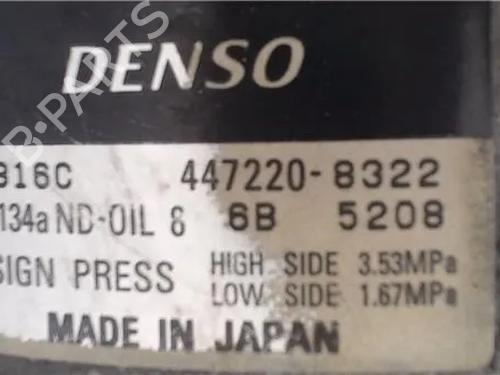 DENSO
B-PARTS
316C 447220-8322
134a ND-OIL 8 6B 5208
SIGN PRESS HIGH SIDE 3.53MPa
LOW SIDE 1.67MPa
MADE IN JAPAN